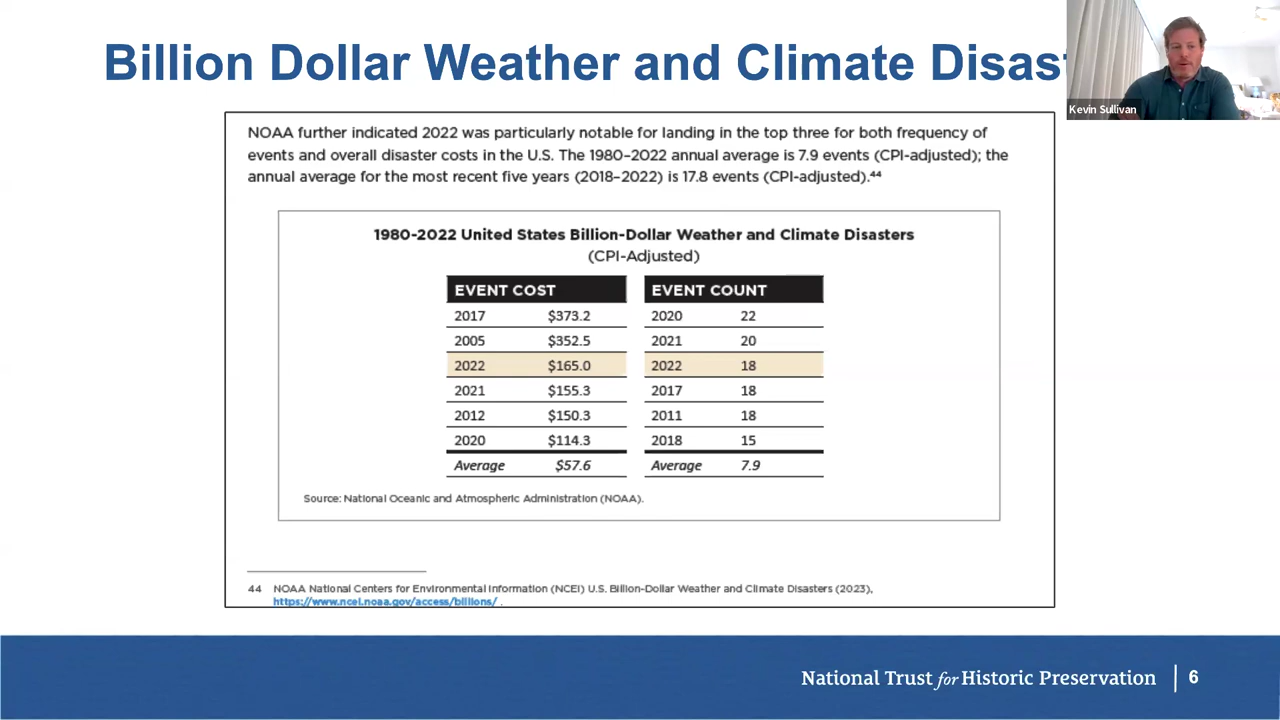 Billion Dollar Weather and Climate Disast
Kevin Sullivan
NOAA further indicated 2022 was particularly notable for landing in the top three for both frequency of
events and overall disaster costs in the U.S. The 1980–2022 annual average is 7.9 events (CPI-adjusted); the
annual average for the most recent five years (2018–2022) is 17.8 events (CPI-adjusted).⁴⁴
1980-2022 United States Billion-Dollar Weather and Climate Disasters
(CPI-Adjusted)
EVENT COST EVENT COUNT
2017 $373.2 2020 22
2005 $352.5 2021 20
2022 $165.0 2022 18
2021 $155.3 2017 18
2012 $150.3 2011 18
2020 $114.3 2018 15
Average $57.6 Average 7.9
Source: National Oceanic and Atmospheric Administration (NOAA).
44 NOAA National Centers for Environmental Information (NCEI) U.S. Billion-Dollar Weather and Climate Disasters (2023),
https://www.ncei.noaa.gov/access/billions/ .
National Trust for Historic Preservation | 6